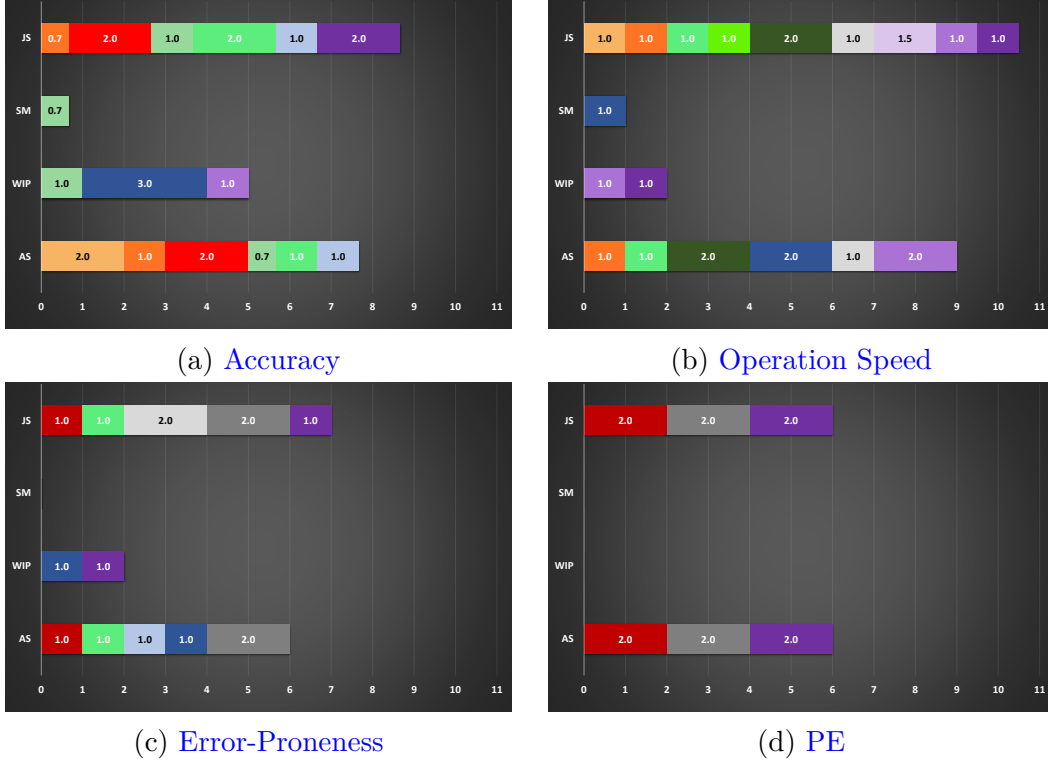 JS 0.7 2.0 1.0 2.0 1.0 2.0
SM 0.7
WIP 1.0 3.0 1.0
AS 2.0 1.0 2.0 0.7 1.0 1.0
0 1 2 3 4 5 6 7 8 9 10 11
(a) Accuracy
JS 1.0 1.0 1.0 1.0 2.0 1.0 1.5 1.0 1.0
SM 1.0
WIP 1.0 1.0
AS 1.0 1.0 2.0 2.0 1.0 2.0
0 1 2 3 4 5 6 7 8 9 10 11
(b) Operation Speed
JS 1.0 1.0 2.0 2.0 1.0
SM
WIP 1.0 1.0
AS 1.0 1.0 1.0 1.0 2.0
0 1 2 3 4 5 6 7 8 9 10 11
(c) Error-Proneness
JS 2.0 2.0 2.0
SM
WIP
AS 2.0 2.0 2.0
0 1 2 3 4 5 6 7 8 9 10 11
(d) PE